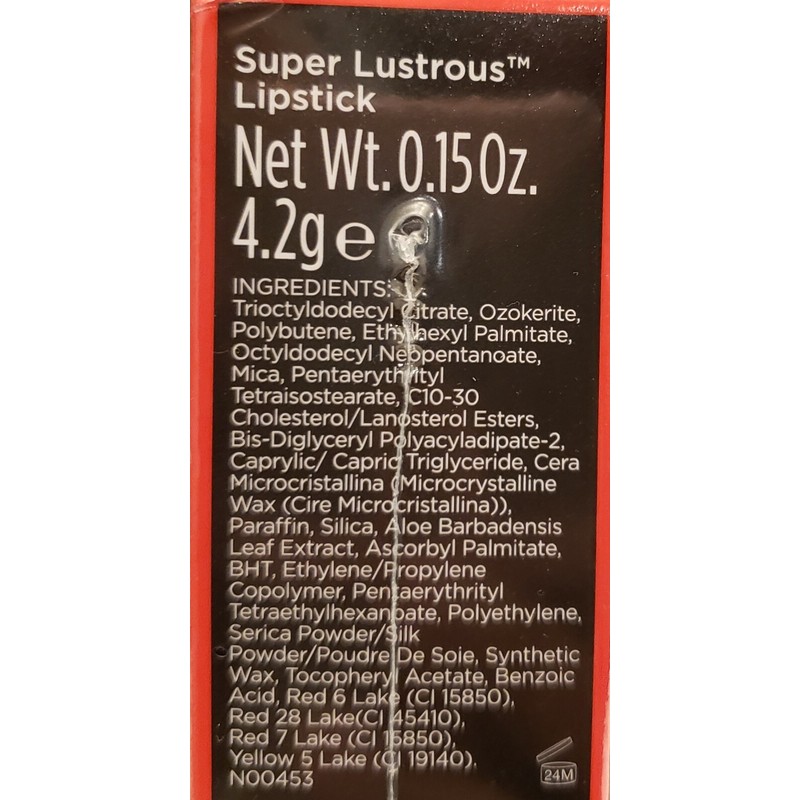 Super Lustrous™
Lipstick
Net Wt. 0.15 Oz.
4.2g e
INGREDIENTS:
Trioctyldodecyl Citrate, Ozokerite,
Polybutene, Ethylhexyl Palmitate,
Octyldodecyl Neopentanoate,
Mica, Pentaerythrityl
Tetraisostearate, C10-30
Cholesterol/Lanosterol Esters,
Bis-Diglyceryl Polyacyladipate-2,
Caprylic/ Capric Triglyceride, Cera
Microcristallina (Microcrystalline
Wax (Cire Microcristallina)),
Paraffin, Silica, Aloe Barbadensis
Leaf Extract, Ascorbyl Palmitate,
BHT, Ethylene/Propylene
Copolymer, Pentaerythrityl
Tetraethylhexanoate, Polyethylene,
Serica Powder/Silk
Powder/Poudre De Soie, Synthetic
Wax, Tocopheryl Acetate, Benzoic
Acid, Red 6 Lake (CI 15850),
Red 28 Lake(CI 45410),
Red 7 Lake (CI 15850),
Yellow 5 Lake (CI 19140).
N00453
24M